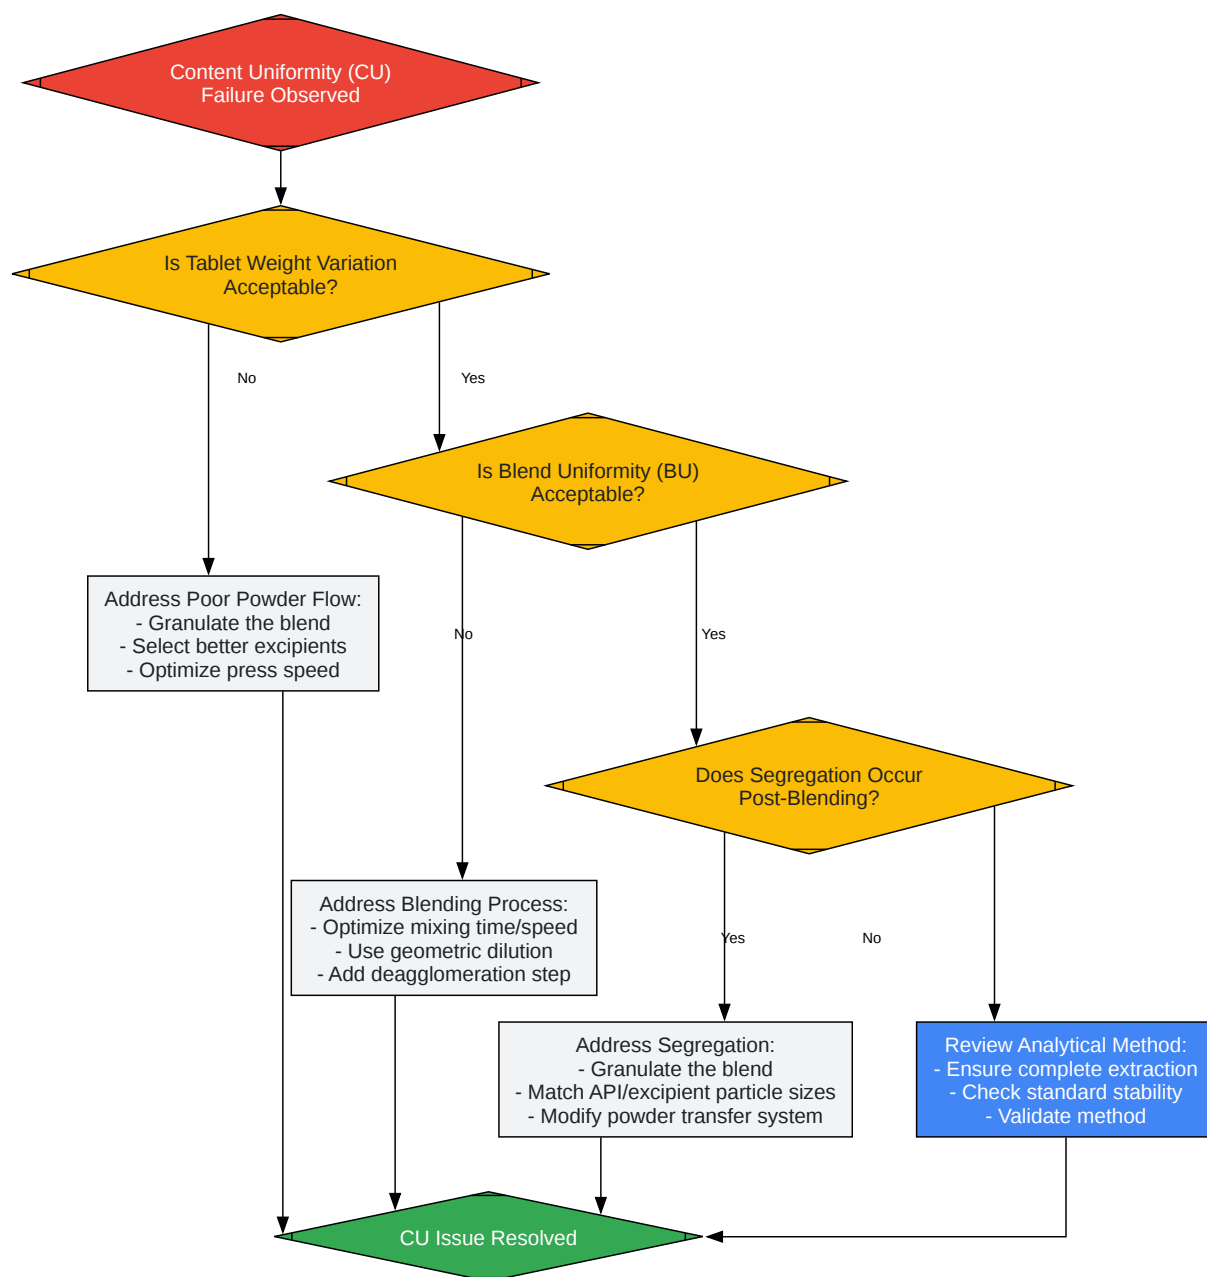 Content Uniformity (CU)
Failure Observed
Is Tablet Weight Variation
Acceptable?
No
Yes
Is Blend Uniformity (BU)
Acceptable?
Address Poor Powder Flow:
- Granulate the blend
- Select better excipients
- Optimize press speed
No
Yes
Does Segregation Occur
Post-Blending?
Address Blending Process:
- Optimize mixing time/speed
- Use geometric dilution
- Add deagglomeration step
Yes
No
Address Segregation:
- Granulate the blend
- Match API/excipient particle sizes
- Modify powder transfer system
Review Analytical Method:
- Ensure complete extraction
- Check standard stability
- Validate method
CU Issue Resolved